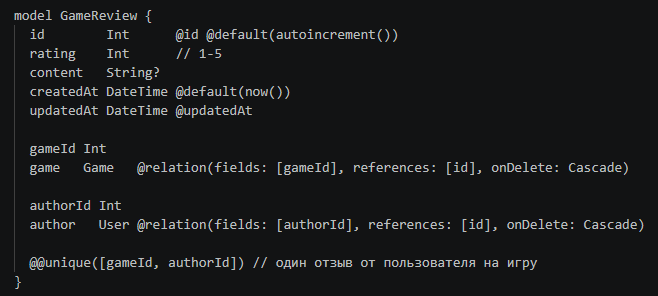 model GameReview {
  id        Int      @id @default(autoincrement())
  rating    Int      // 1-5
  content   String?
  createdAt DateTime @default(now())
  updatedAt DateTime @updatedAt

  gameId Int
  game   Game   @relation(fields: [gameId], references: [id], onDelete: Cascade)

  authorId Int
  author   User @relation(fields: [authorId], references: [id], onDelete: Cascade)

  @@unique([gameId, authorId]) // один отзыв от пользователя на игру
}